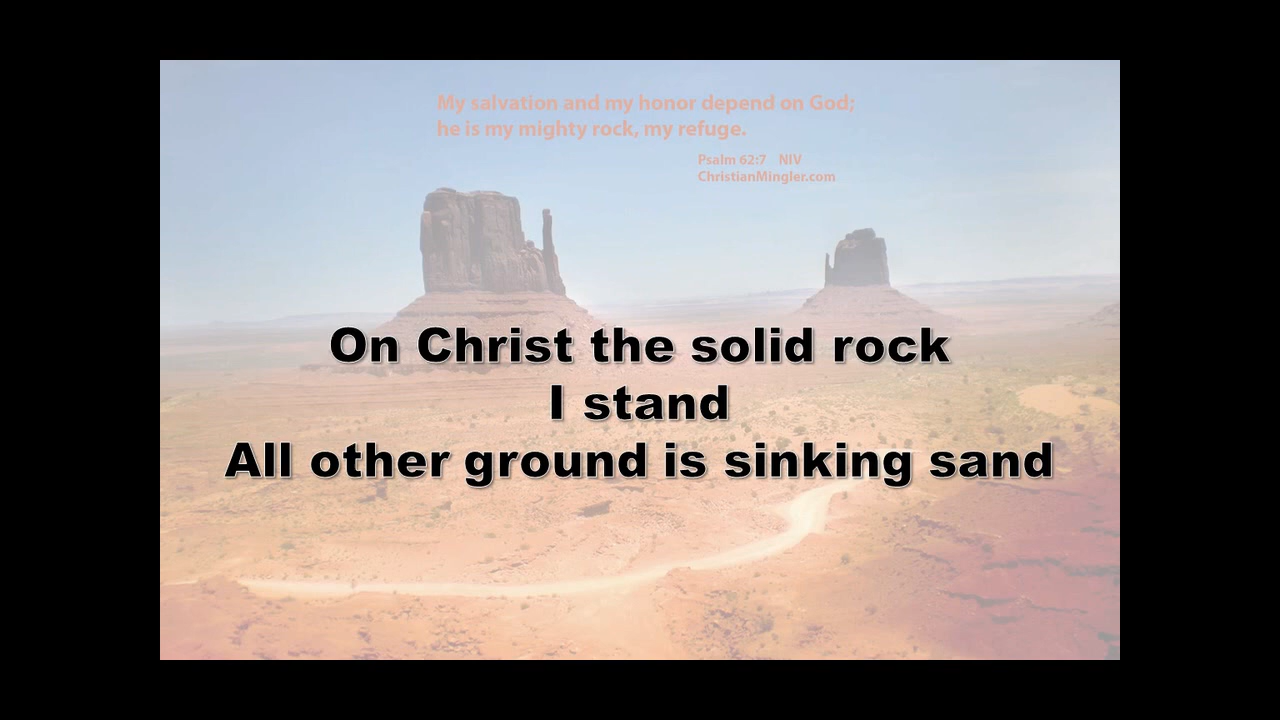 My salvation and my honor depend on God;
he is my mighty rock, my refuge.
Psalm 62:7 NIV
ChristianMingler.com
On Christ the solid rock
I stand
All other ground is sinking sand